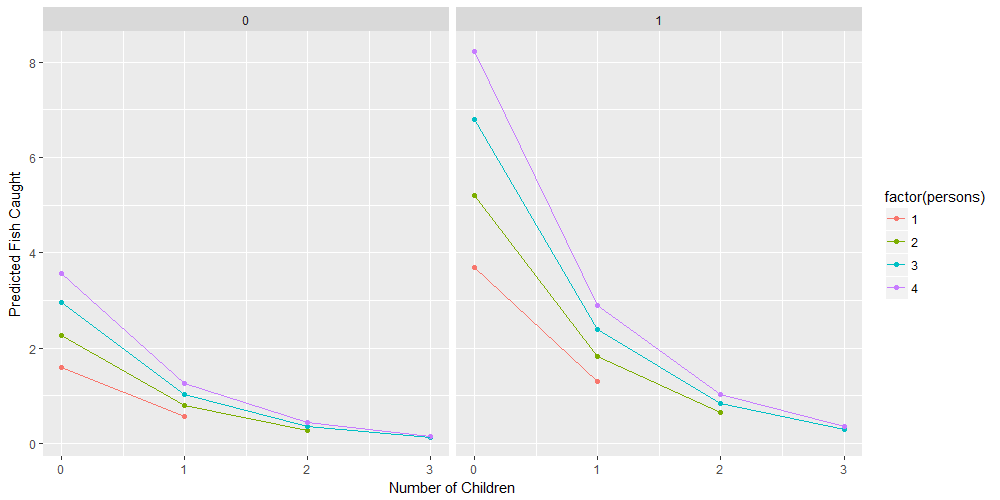 0
1
Predicted Fish Caught
8
6
4
2
0
0 1 2 3
0 1 2 3
Number of Children
factor(persons)
1
2
3
4